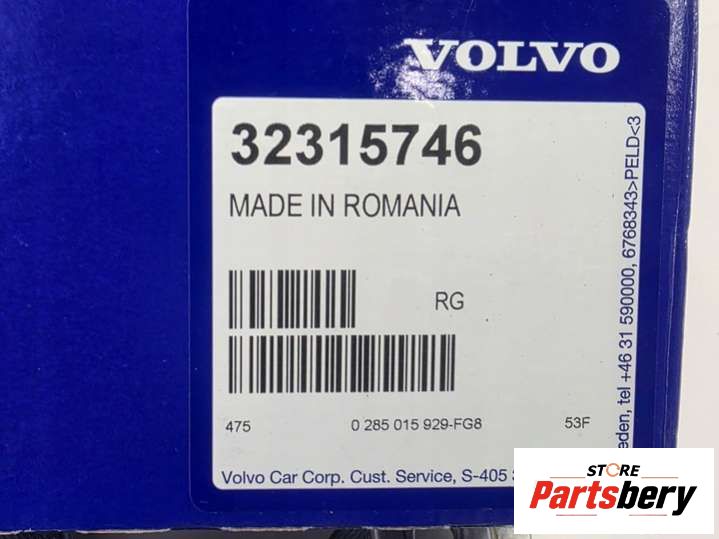 VOLVO
32315746
MADE IN ROMANIA
RG
475 0 285 015 929-FG8 53F
Volvo Car Corp. Cust. Service, S-405
eden, tel +46 31 590000, 6768343>PELD<3
STORE
Partsbery